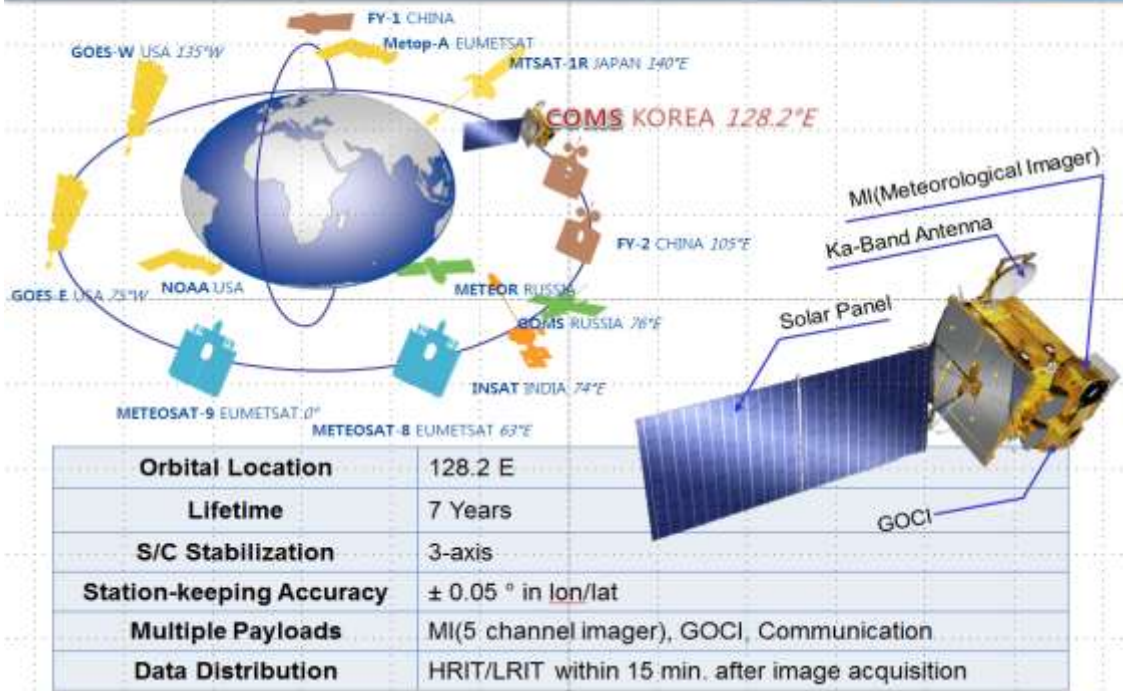 FY-1 CHINA
Metop-A EUMETSAT
GOES-W USA 135°W
MTSAT-1R JAPAN 140°E
COMS KOREA 128.2°E
MI(Meteorological Imager)
Ka-Band Antenna
FY-2 CHINA 105°E
Solar Panel
GOES-E USA 75°W
NOAA USA
METEOR RUSSIA
GOMS RUSSIA 76°E
INSAT INDIA 74°E
METEOSAT-9 EUMETSAT 0°
METEOSAT-8 EUMETSAT 63°E
GOCI
Orbital Location 128.2 E
Lifetime 7 Years
S/C Stabilization 3-axis
Station-keeping Accuracy ± 0.05 ° in lon/lat
Multiple Payloads MI(5 channel imager), GOCI, Communication
Data Distribution HRIT/LRIT within 15 min. after image acquisition